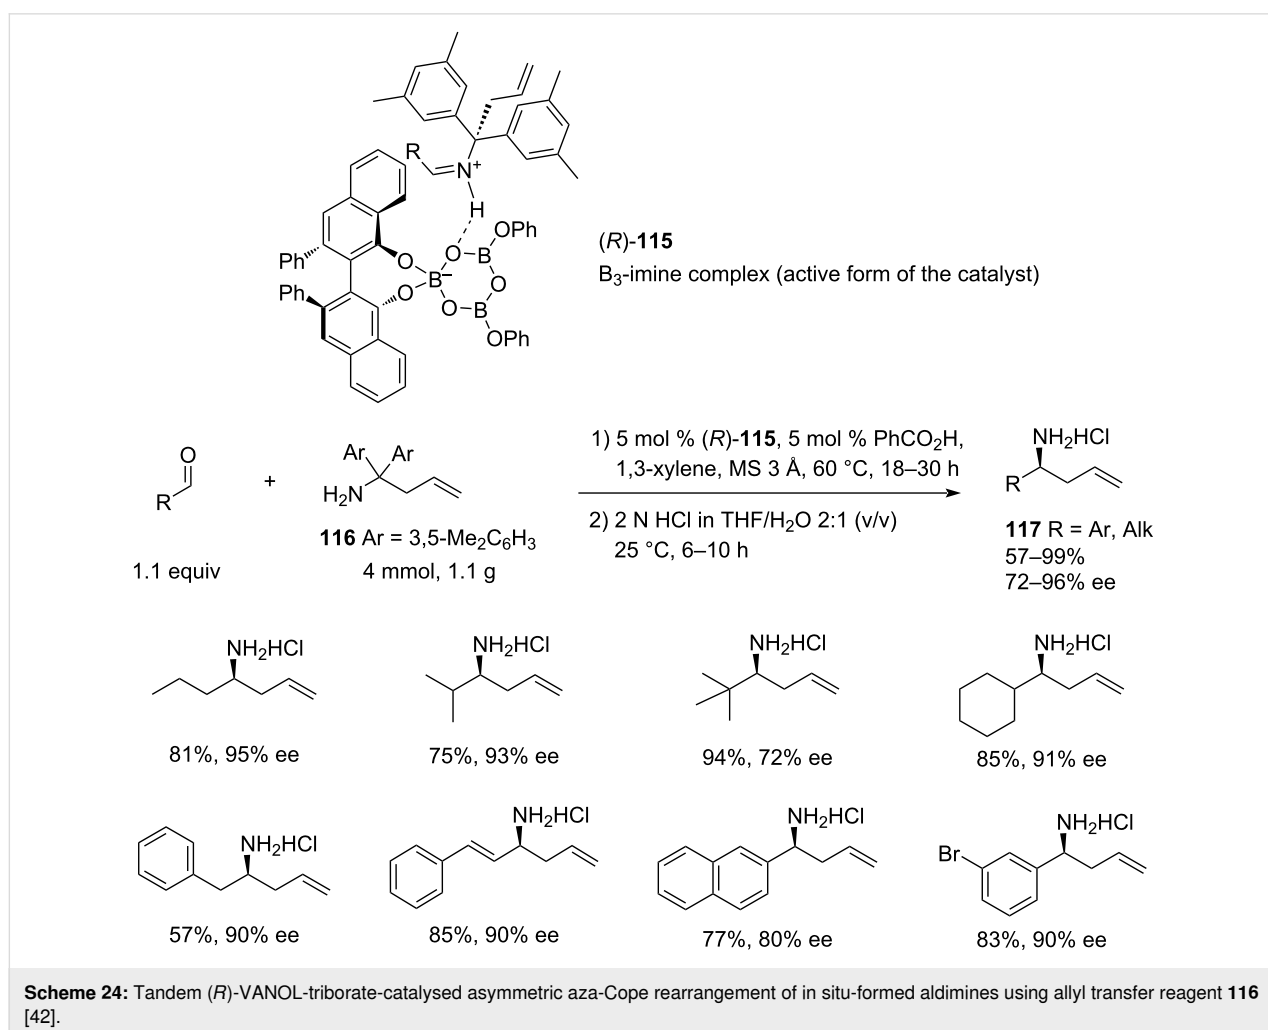 R
N+
H
Ph
Ph
O
O
B–
O
B
OPh
O
O
B
OPh
(R)-115
B3-imine complex (active form of the catalyst)
O
R
+
Ar Ar
H2N
116 Ar = 3,5-Me2C6H3
1.1 equiv
4 mmol, 1.1 g
1) 5 mol % (R)-115, 5 mol % PhCO2H,
1,3-xylene, MS 3 Å, 60 °C, 18–30 h
2) 2 N HCl in THF/H2O 2:1 (v/v)
25 °C, 6–10 h
NH2HCl
R
117 R = Ar, Alk
57–99%
72–96% ee
NH2HCl
81%, 95% ee
NH2HCl
75%, 93% ee
NH2HCl
94%, 72% ee
NH2HCl
85%, 91% ee
NH2HCl
57%, 90% ee
NH2HCl
85%, 90% ee
NH2HCl
77%, 80% ee
NH2HCl
Br
83%, 90% ee
Scheme 24: Tandem (R)-VANOL-triborate-catalysed asymmetric aza-Cope rearrangement of in situ-formed aldimines using allyl transfer reagent 116
[42].